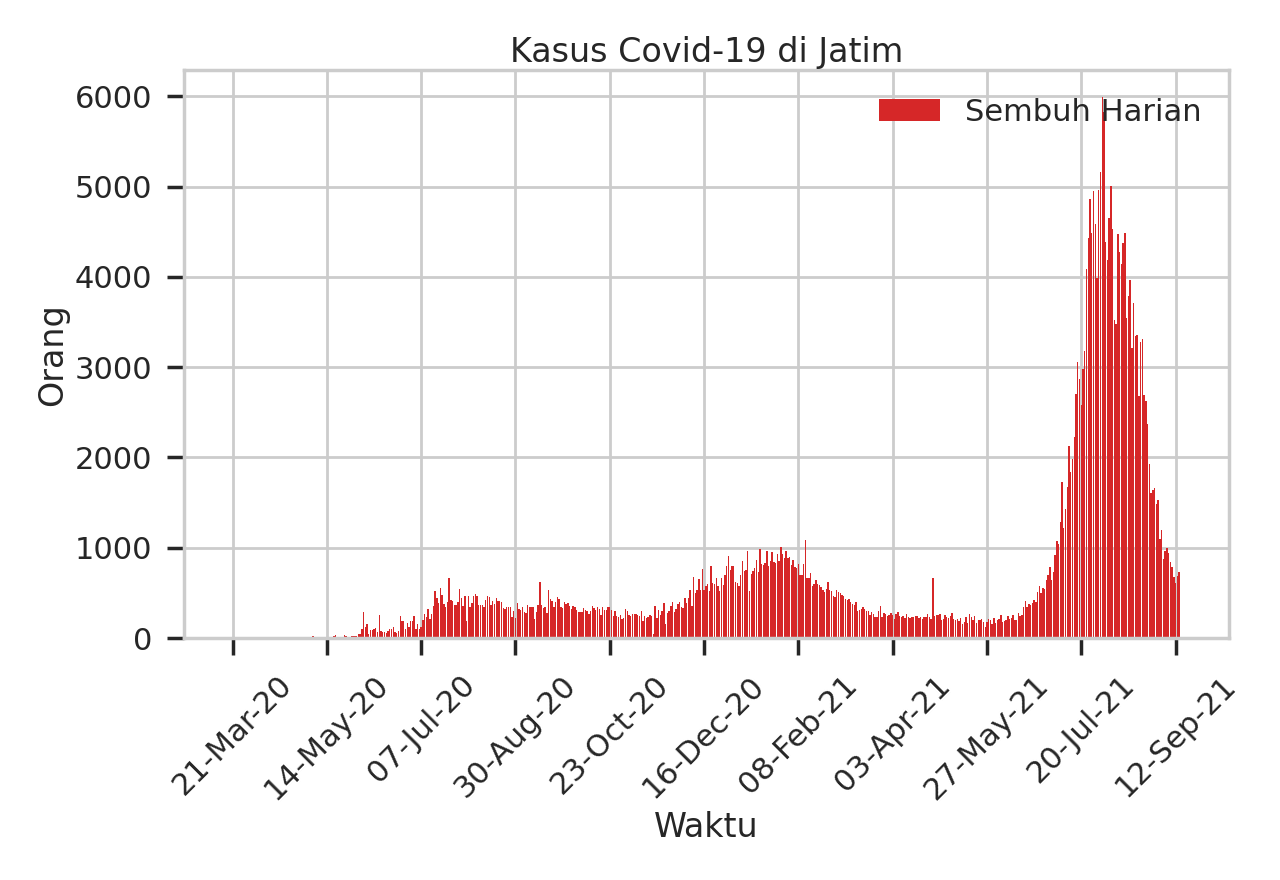 Kasus Covid-19 di Jatim
Sembuh Harian
Orang
6000
5000
4000
3000
2000
1000
0
21-Mar-20
14-May-20
07-Jul-20
30-Aug-20
23-Oct-20
16-Dec-20
08-Feb-21
03-Apr-21
27-May-21
20-Jul-21
12-Sep-21
Waktu